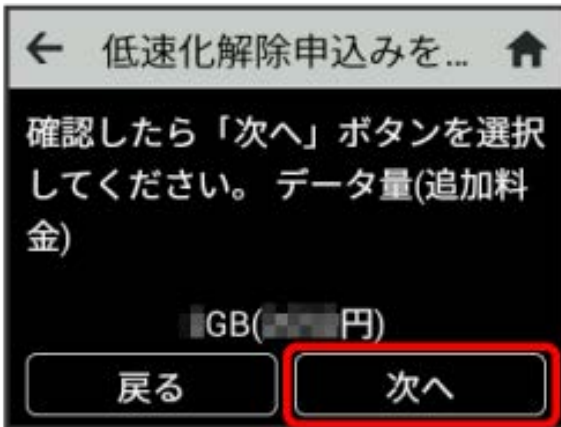 低速化解除申込みを...
確認したら「次へ」ボタンを選択
してください。 データ量(追加料
金)
GB( 円)
戻る 次へ